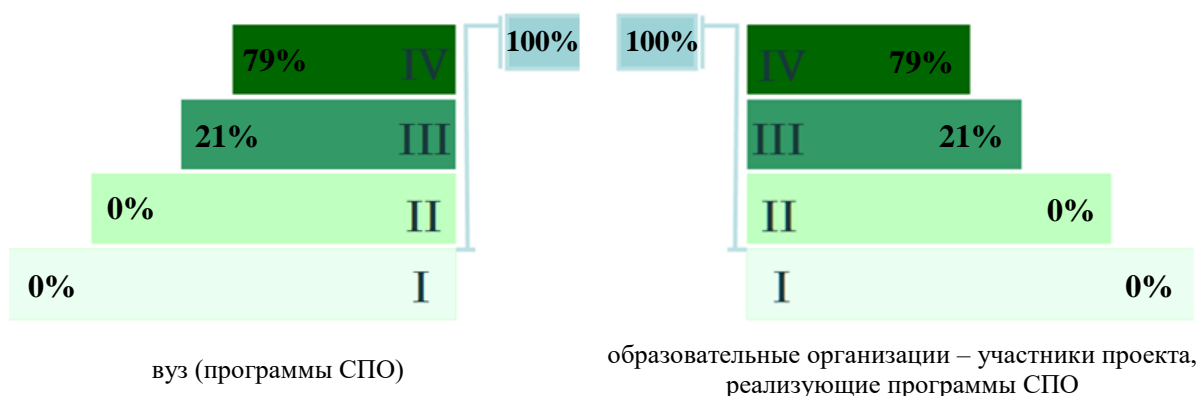 100%
100%
79% IV
IV 79%
21% III
III 21%
0% II
II 0%
0% I
I 0%
вуз (программы СПО)
образовательные организации – участники проекта,
реализующие программы СПО